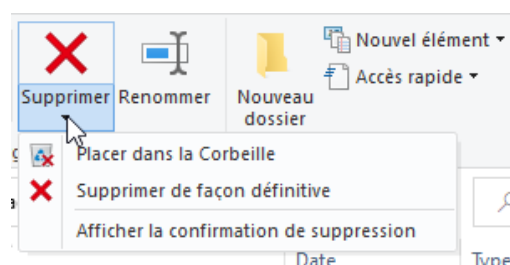 Nouvel élément
Accès rapide
Supprimer
Renommer
Nouveau
dossier
Placer dans la Corbeille
Supprimer de façon définitive
Afficher la confirmation de suppression
Date
Type